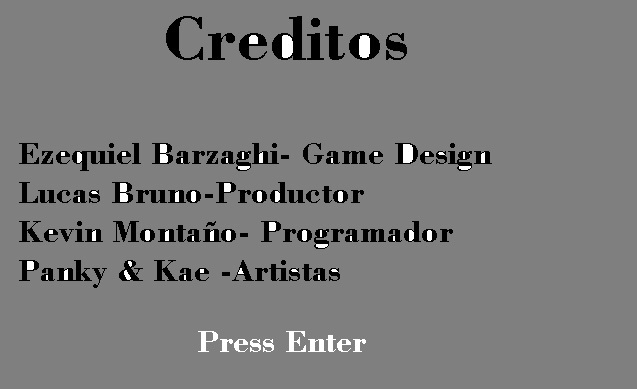 Creditos
Ezequiel Barzaghi- Game Design
Lucas Bruno-Productor
Kevin Montaño- Programador
Panky & Kae -Artistas
Press Enter